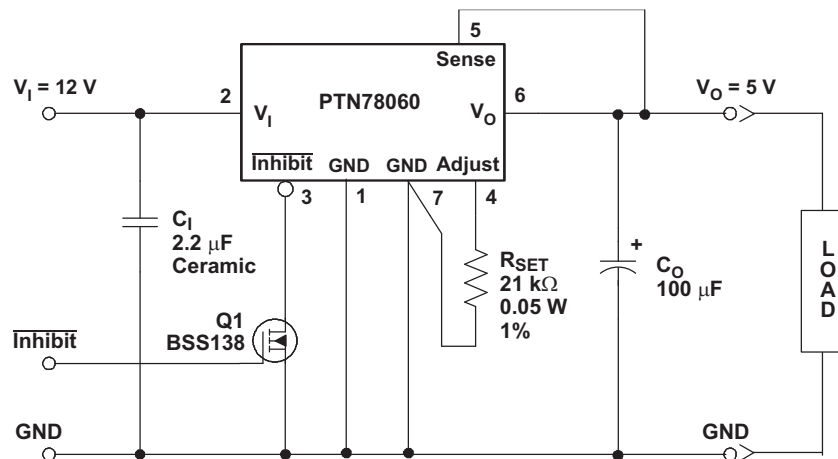 5
Sense
V_I = 12 V
2
V_I
PTN78060
V_O
6
V_O = 5 V
Inhibit
GND
GND
Adjust
3
1
7
4
C_I
2.2 μF
Ceramic
R_SET
21 kΩ
0.05 W
1%
+
C_O
100 μF
LOAD
Q1
BSS138
Inhibit
GND
GND